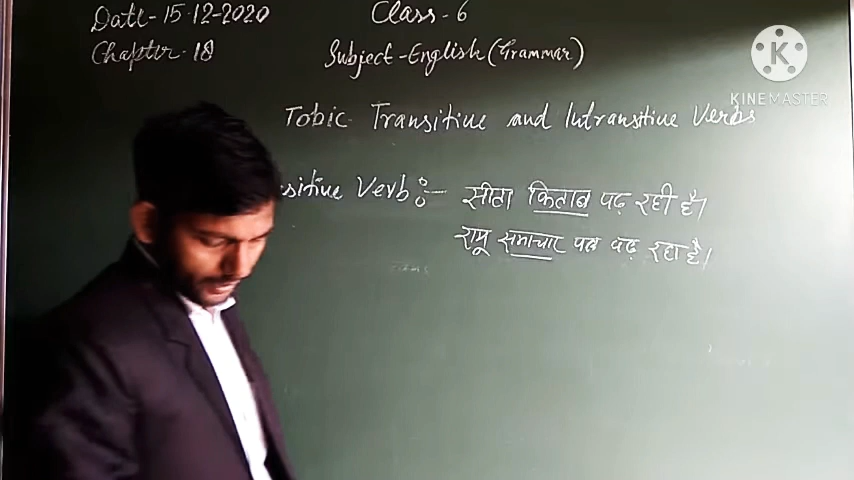 Date-15-12-2020 Class-6
Chapter-18 Subject-English (Grammar)
KINEMASTER
Tobic- Transitive and Intransitive Verbs
sitive Verb:- सीता किताब पढ़ रही है।
रामू समाचार पत्र पढ़ रहा है।